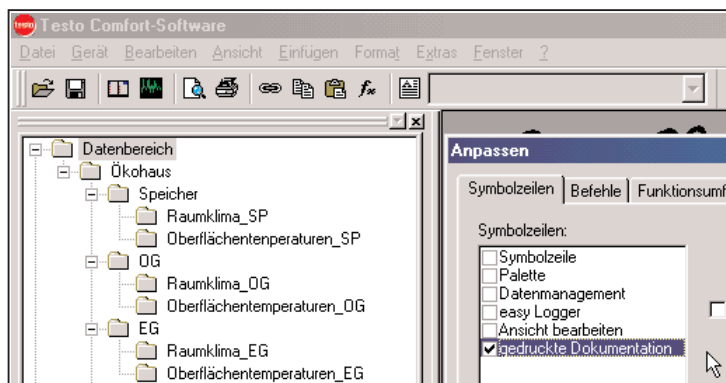 testo Testo Comfort-Software
Datei Gerät Bearbeiten Ansicht Einfügen Format Extras Fenster ?
Datenbereich
Ökohaus
Speicher
Raumklima_SP
Oberflächentenperaturen_SP
OG
Raumklima_OG
Oberflächentemperaturen_OG
EG
Raumklima_EG
Oberflächentemperaturen_EG
Anpassen
Symbolzeilen Befehle Funktionsumf
Symbolzeilen:
Symbolzeile
Palette
Datenmanagement
easy Logger
Ansicht bearbeiten
gedruckte Dokumentation